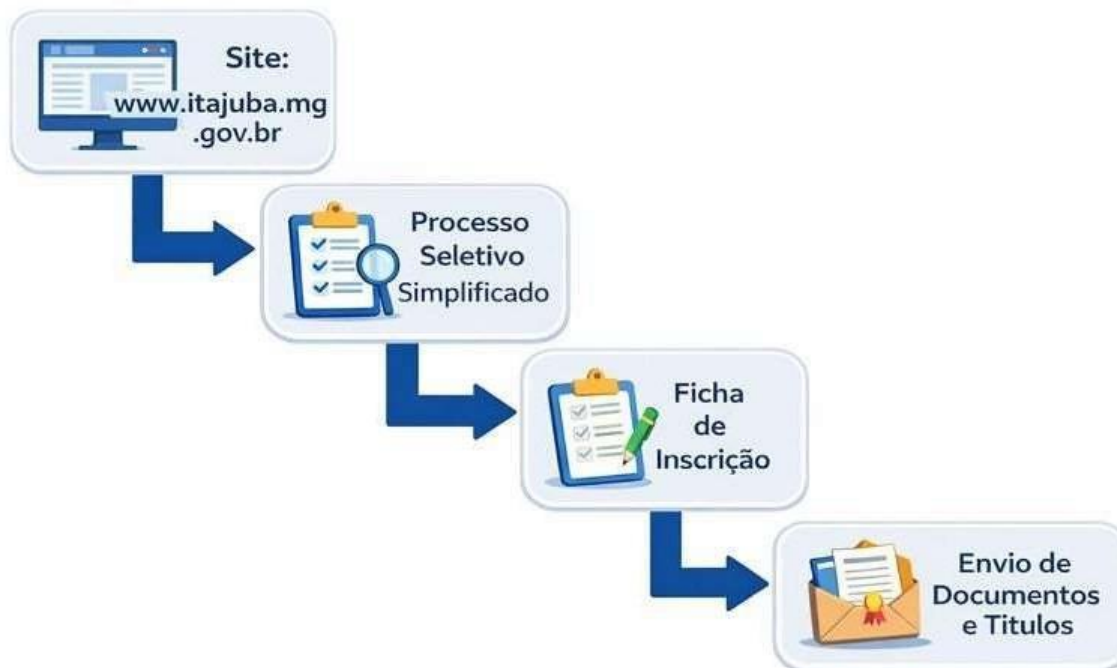 Site:
www.itajuba.mg
.gov.br
Processo
Seletivo
Simplificado
Ficha
de
Inscrição
Envio de
Documentos
e Titulos